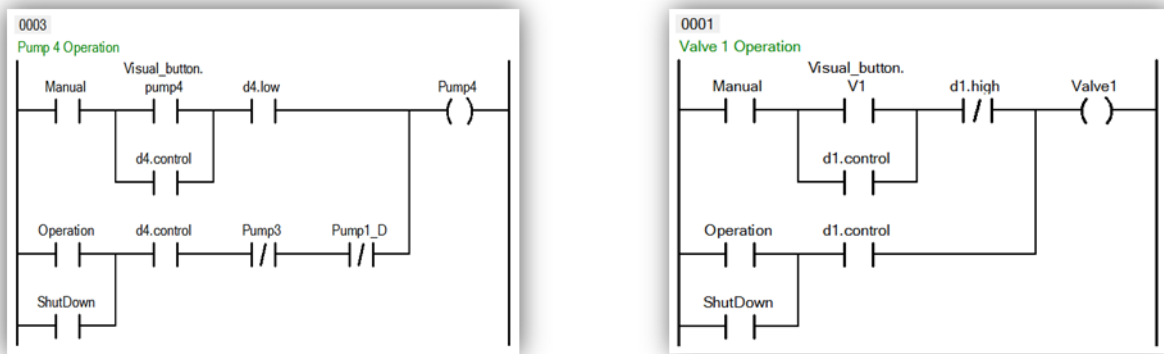 0003
Pump 4 Operation
Visual_button.
Manual pump4 d4.low Pump4
d4.control
Operation d4.control Pump3 Pump1_D
ShutDown
0001
Valve 1 Operation
Visual_button.
Manual V1 d1.high Valve1
d1.control
Operation d1.control
ShutDown